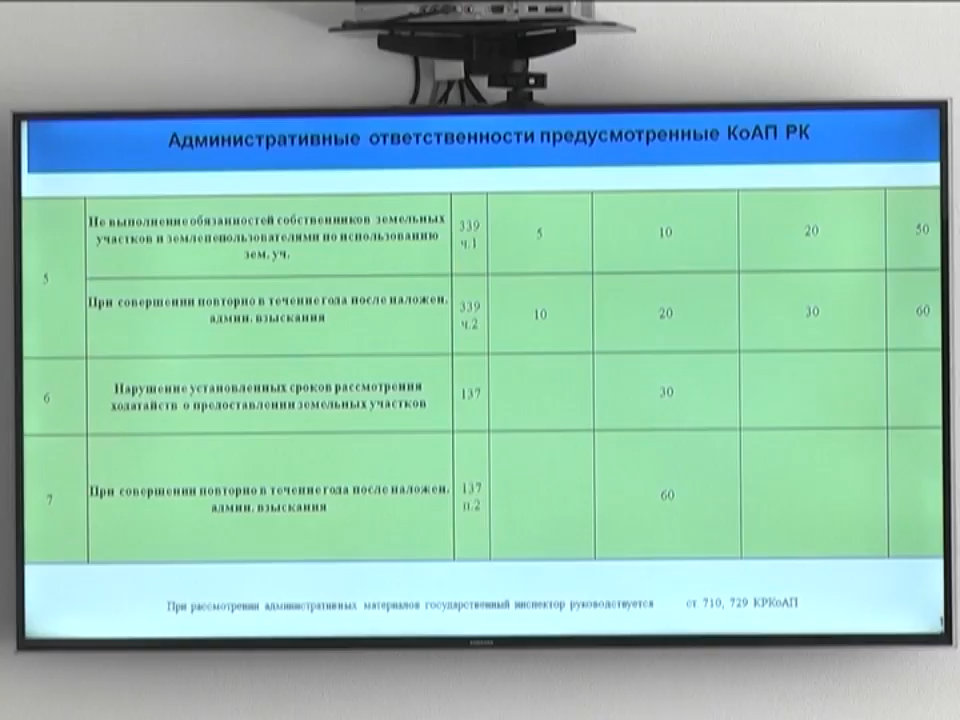 Административные ответственности предусмотренные КоАП РК
5
Не выполнение обязанностей собственников земельных
участков и землепользователями по использованию
зем. уч.
339
ч.1
5
10
20
50
При совершении повторно в течение года после наложен.
админ. взыскания
339
ч.2
10
20
30
60
6
Нарушение установленных сроков рассмотрения
ходатайств о предоставлении земельных участков
137
30
7
При совершении повторно в течение года после наложен.
админ. взыскания
137
п.2
60
При рассмотрении административных материалов государственный инспектор руководствуется ст 710, 729 КРКоАП